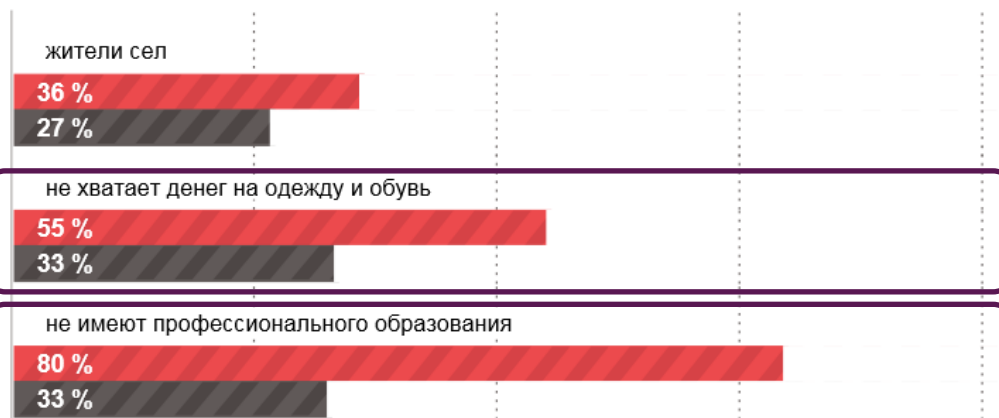 жители сел
36 %
27 %
не хватает денег на одежду и обувь
55 %
33 %
не имеют профессионального образования
80 %
33 %